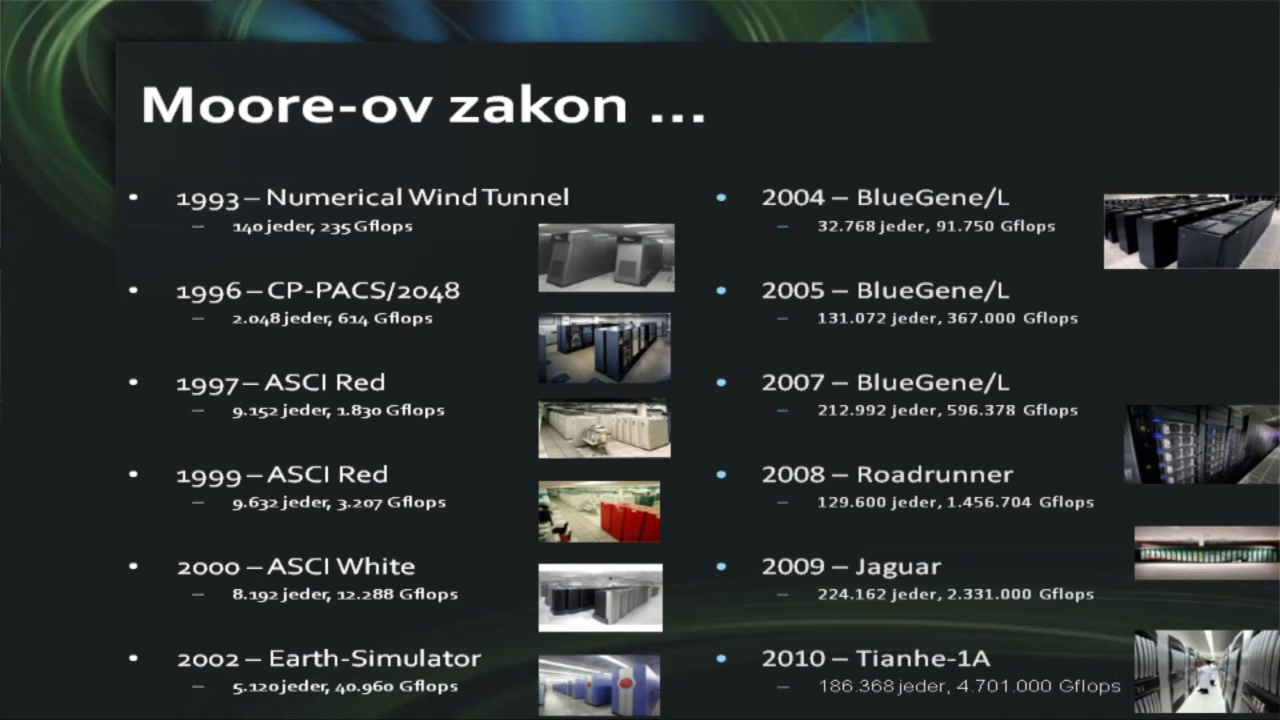 Moore-ov zakon ...
• 1993 – Numerical Wind Tunnel
– 140 jeder, 235 Gflops
• 1996 – CP-PACS/2048
– 2.048 jeder, 614 Gflops
• 1997 – ASCI Red
– 9.152 jeder, 1.830 Gflops
• 1999 – ASCI Red
– 9.632 jeder, 3.207 Gflops
• 2000 – ASCI White
– 8.192 jeder, 12.288 Gflops
• 2002 – Earth-Simulator
– 5.120 jeder, 40.960 Gflops
• 2004 – BlueGene/L
– 32.768 jeder, 91.750 Gflops
• 2005 – BlueGene/L
– 131.072 jeder, 367.000 Gflops
• 2007 – BlueGene/L
– 212.992 jeder, 596.378 Gflops
• 2008 – Roadrunner
– 129.600 jeder, 1.456.704 Gflops
• 2009 – Jaguar
– 224.162 jeder, 2.331.000 Gflops
• 2010 – Tianhe-1A
– 186.368 jeder, 4.701.000 Gflops